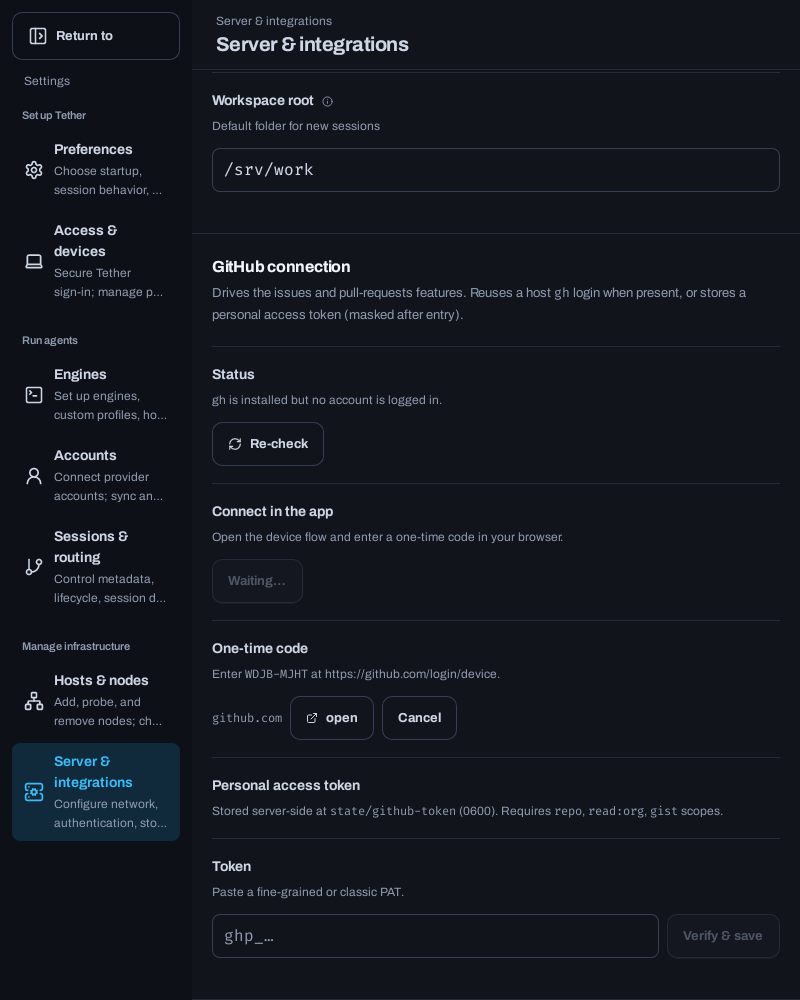 Return to
Settings
Set up Tether
Preferences
Choose startup,
session behavior, ...
Access &
devices
Secure Tether
sign-in; manage p...
Run agents
Engines
Set up engines,
custom profiles, ho...
Accounts
Connect provider
accounts; sync an...
Sessions &
routing
Control metadata,
lifecycle, session d...
Manage infrastructure
Hosts & nodes
Add, probe, and
remove nodes; ch...
Server &
integrations
Configure network,
authentication, sto...
Server & integrations
Server & integrations
Workspace root
Default folder for new sessions
/srv/work
GitHub connection
Drives the issues and pull-requests features. Reuses a host gh login when present, or stores a
personal access token (masked after entry).
Status
gh is installed but no account is logged in.
Re-check
Connect in the app
Open the device flow and enter a one-time code in your browser.
Waiting...
One-time code
Enter WDJB-MJHT at https://github.com/login/device.
github.com open Cancel
Personal access token
Stored server-side at state/github-token (0600). Requires repo, read:org, gist scopes.
Token
Paste a fine-grained or classic PAT.
ghp_… Verify & save